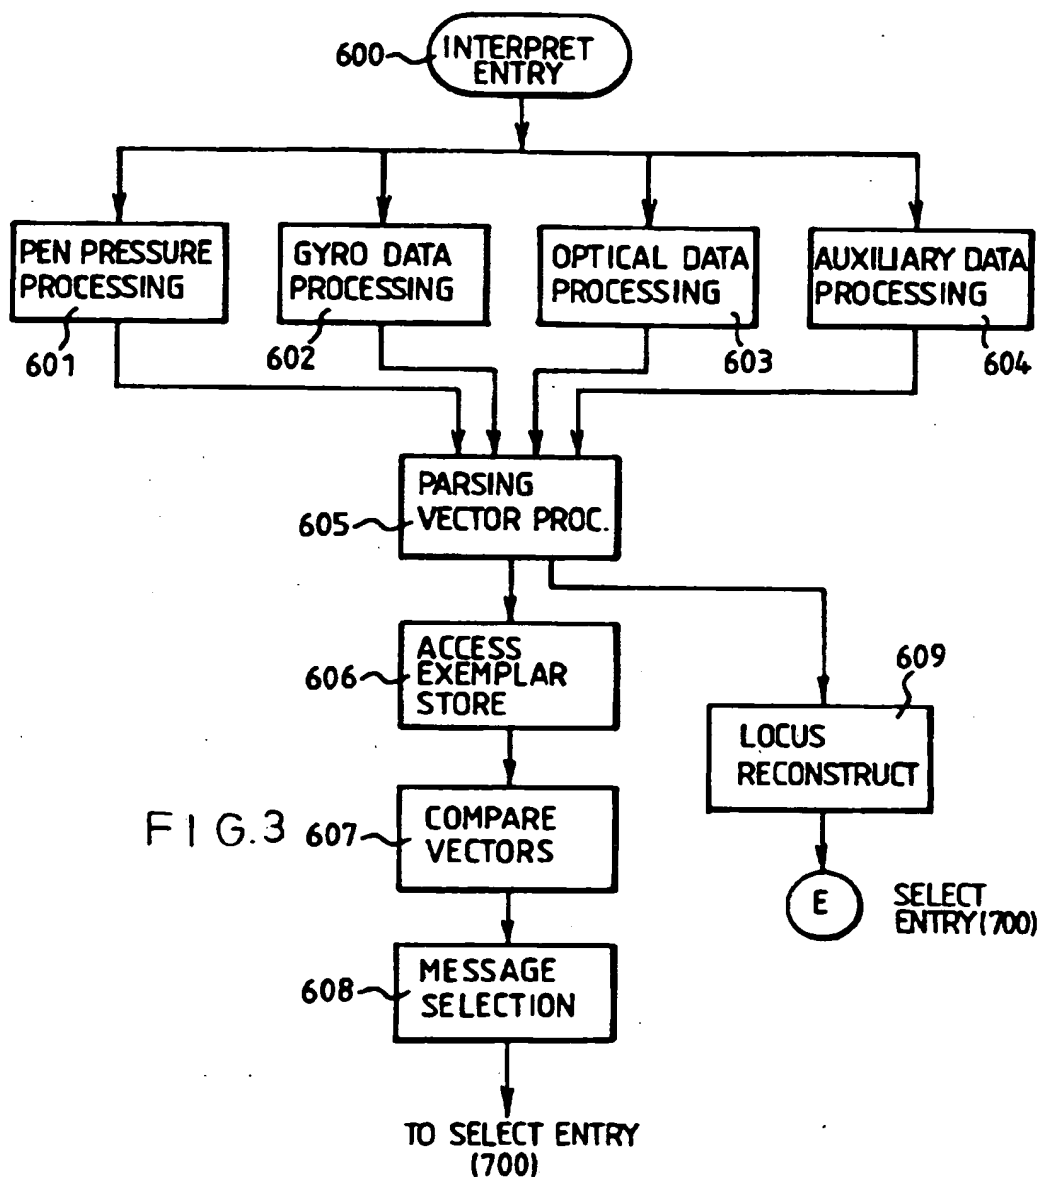 600
INTERPRET
ENTRY
PEN PRESSURE
PROCESSING
601
GYRO DATA
PROCESSING
602
OPTICAL DATA
PROCESSING
603
AUXILIARY DATA
PROCESSING
604
PARSING
VECTOR PROC.
605
ACCESS
EXEMPLAR
STORE
606
609
LOCUS
RECONSTRUCT
FIG.3
607
COMPARE
VECTORS
E
SELECT
ENTRY(700)
608
MESSAGE
SELECTION
TO SELECT ENTRY
(700)